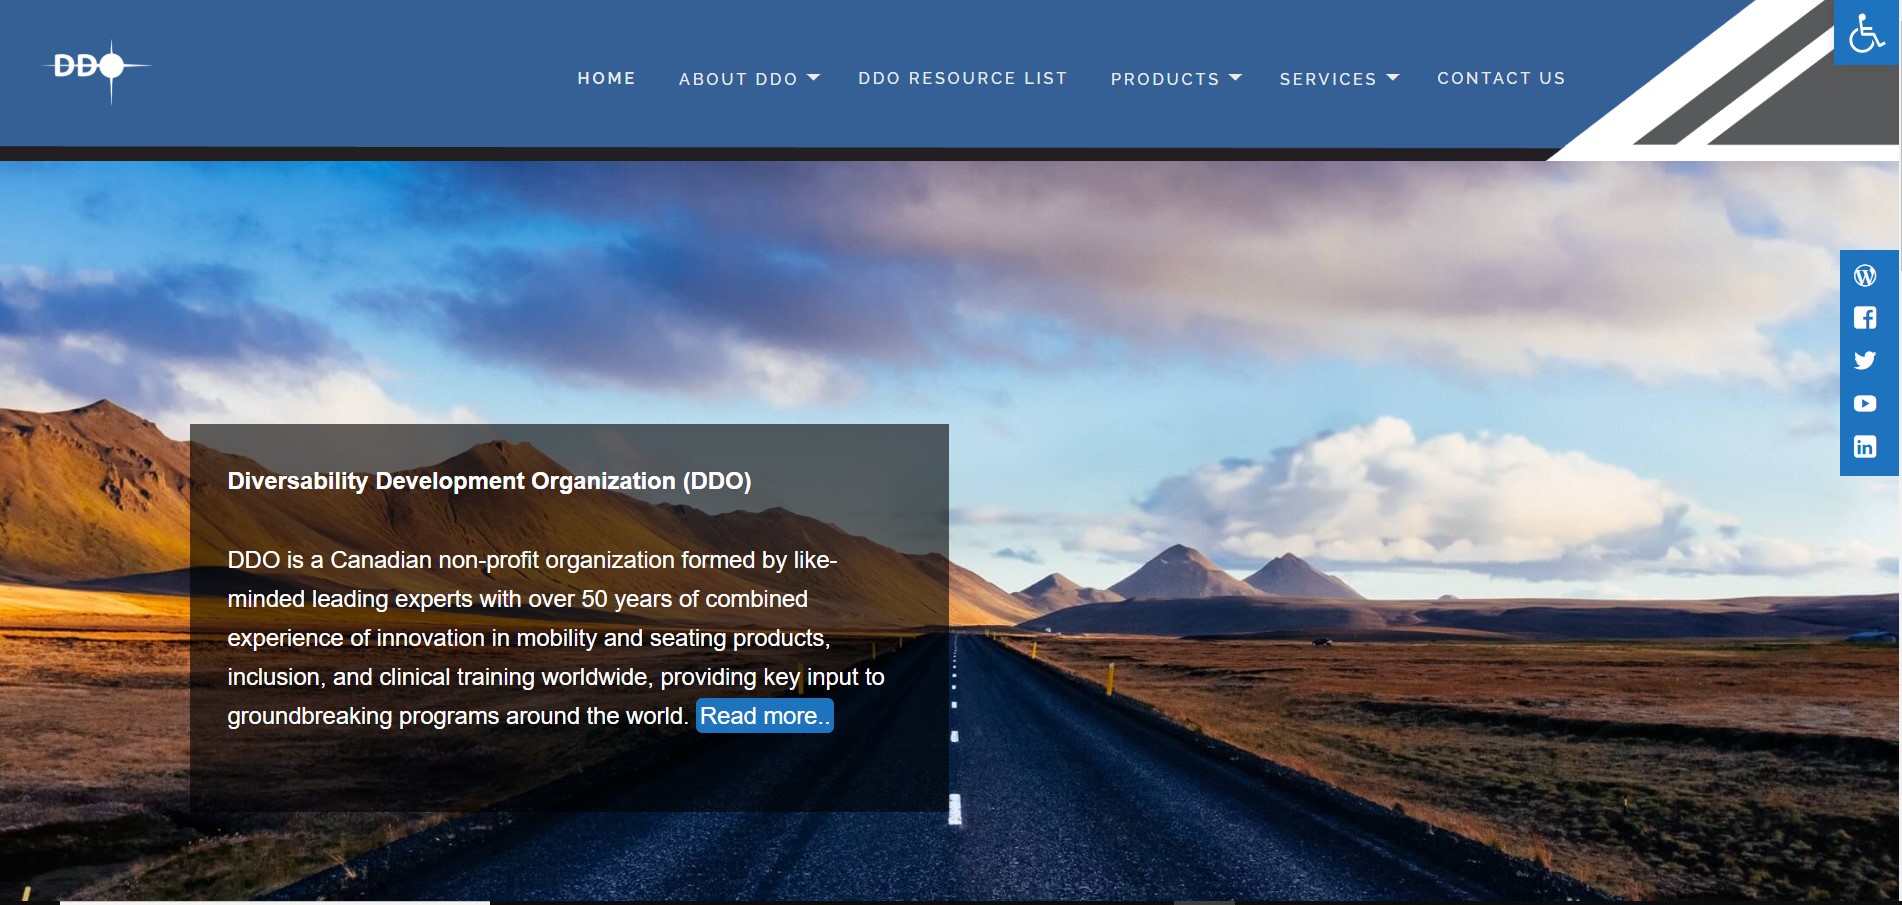 DDO
HOME
ABOUT DDO
DDO RESOURCE LIST
PRODUCTS
SERVICES
CONTACT US
Diversability Development Organization (DDO)
DDO is a Canadian non-profit organization formed by like-
minded leading experts with over 50 years of combined
experience of innovation in mobility and seating products,
inclusion, and clinical training worldwide, providing key input to
groundbreaking programs around the world. Read more..